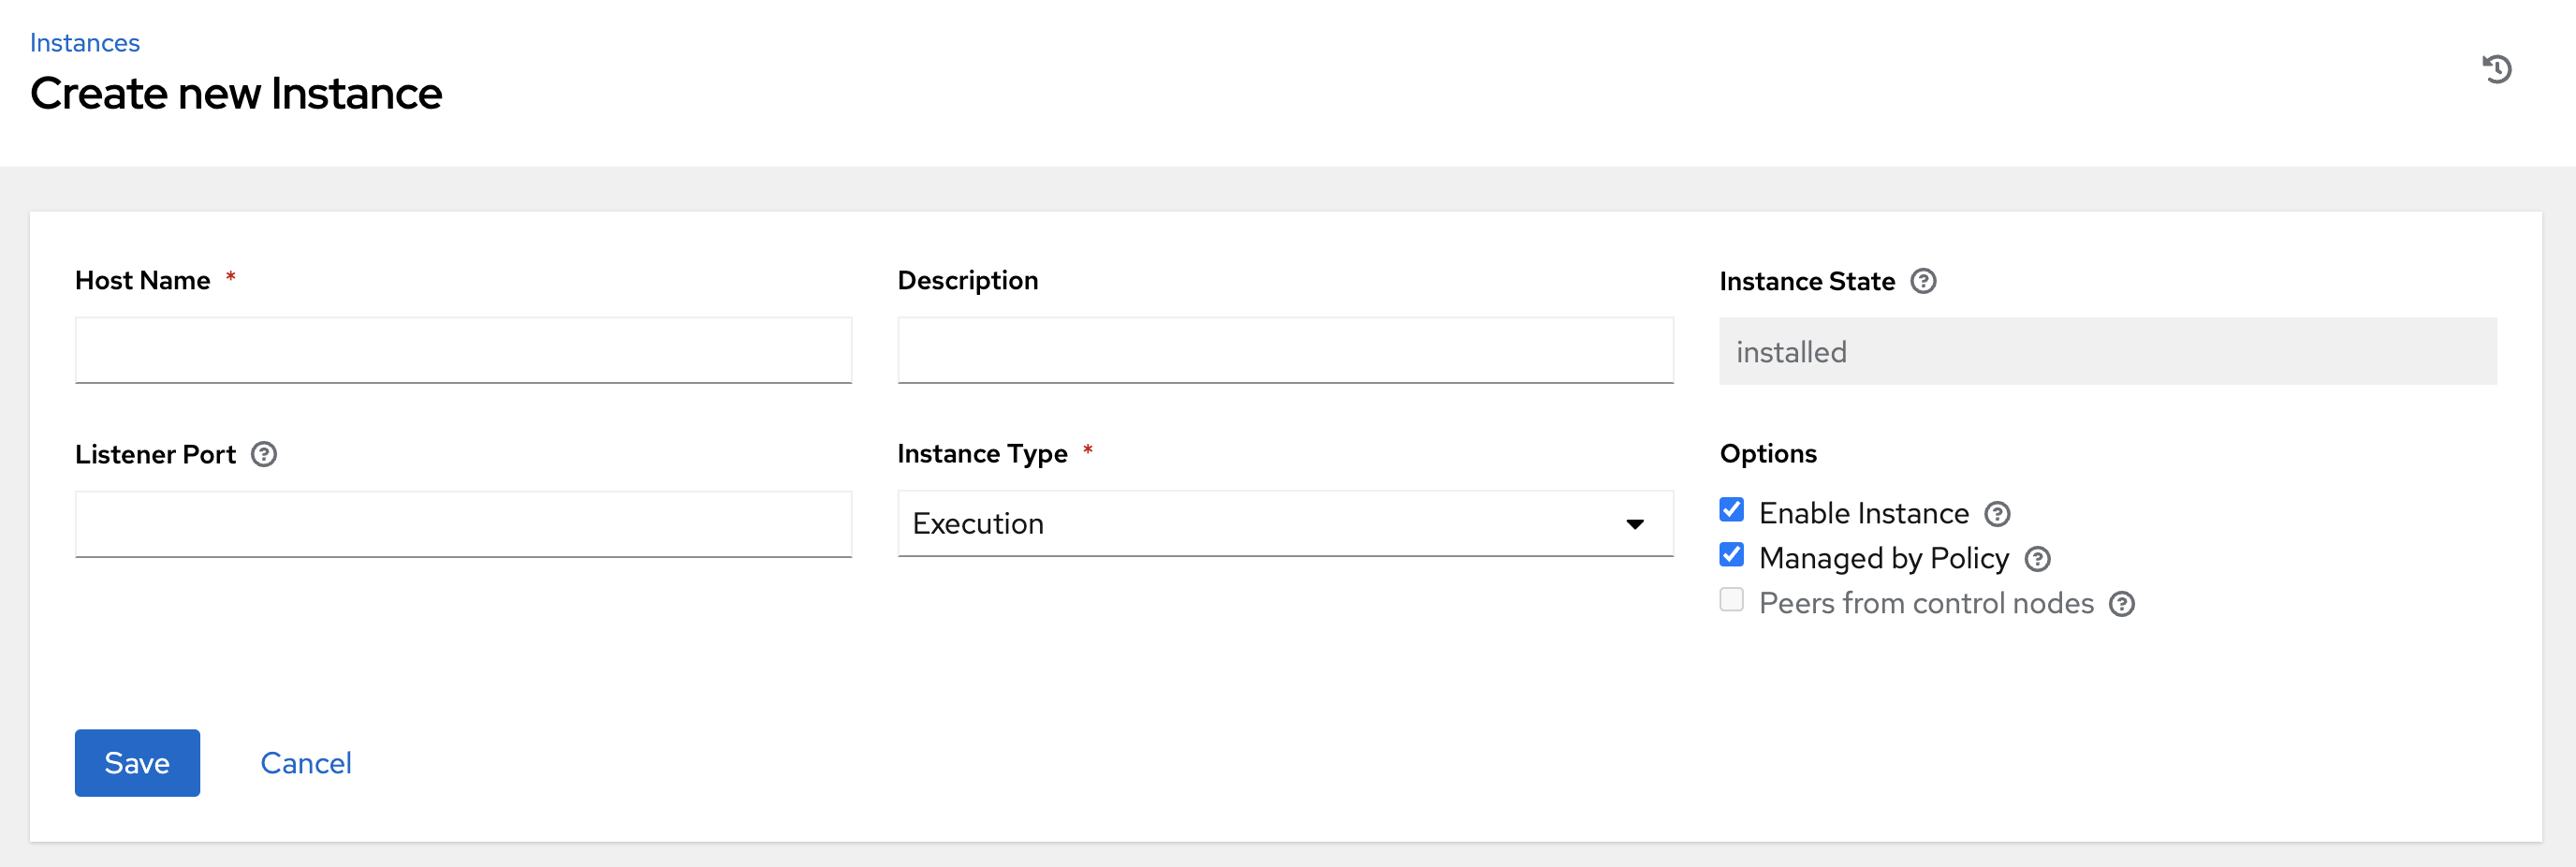 Instances
Create new Instance
Host Name *
Description
Instance State
installed
Listener Port
Instance Type *
Execution
Options
Enable Instance
Managed by Policy
Peers from control nodes
Save
Cancel